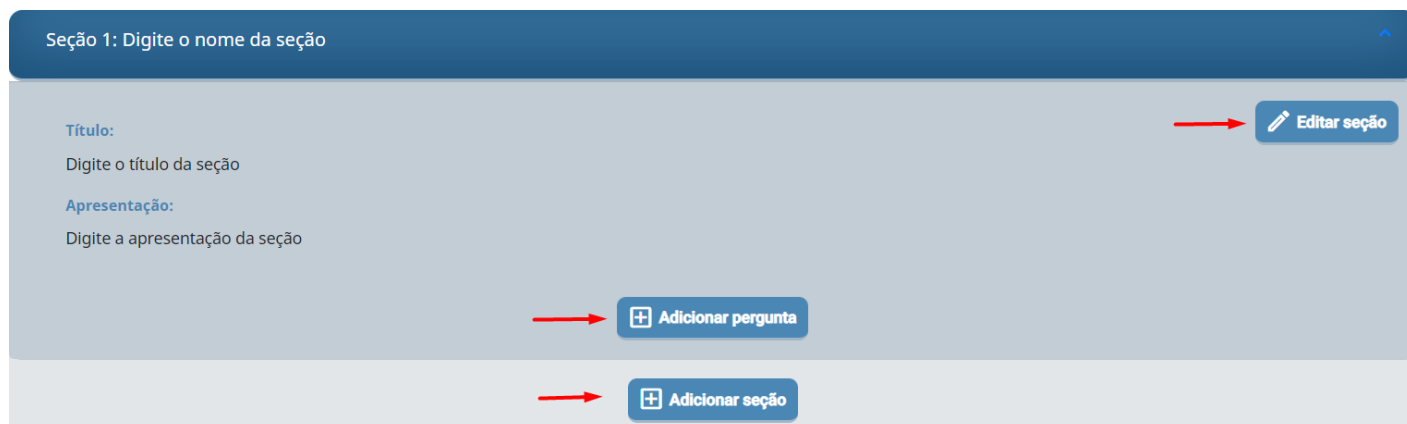 Seção 1: Digite o nome da seção
Editar seção
Título:
Digite o título da seção
Apresentação:
Digite a apresentação da seção
Adicionar pergunta
Adicionar seção